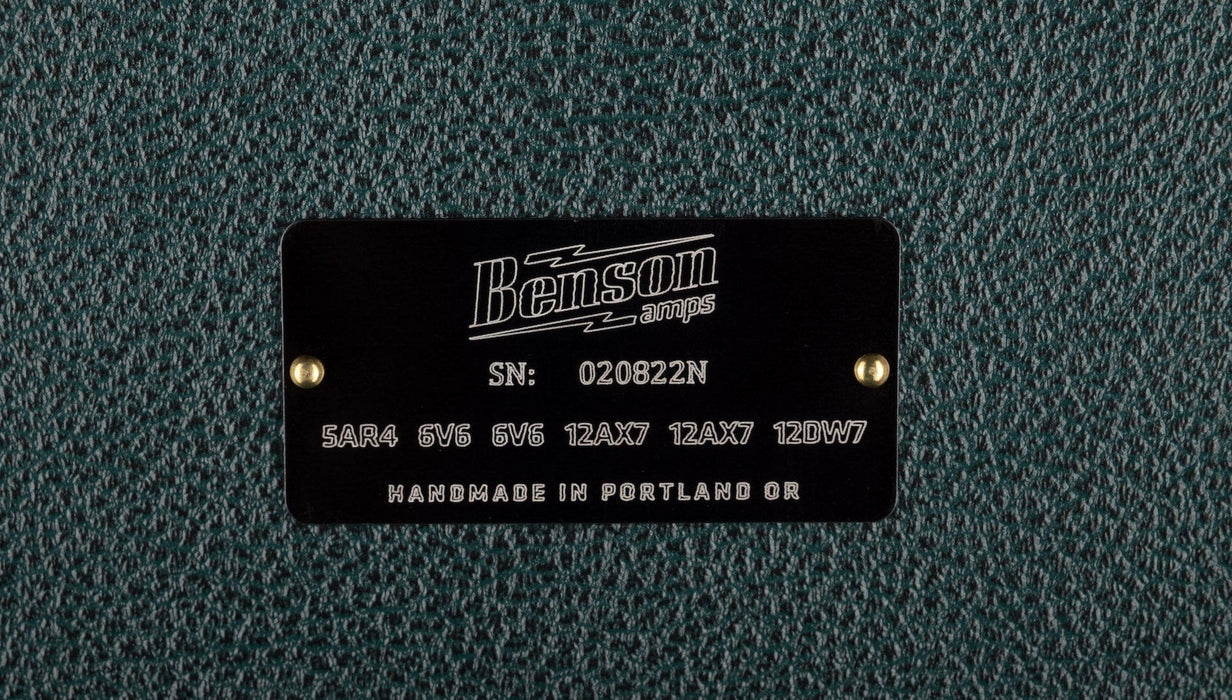 Benson
amps
SN: 020822N
5AR4 6V6 6V6 12AX7 12AX7 12DW7
HANDMADE IN PORTLAND OR